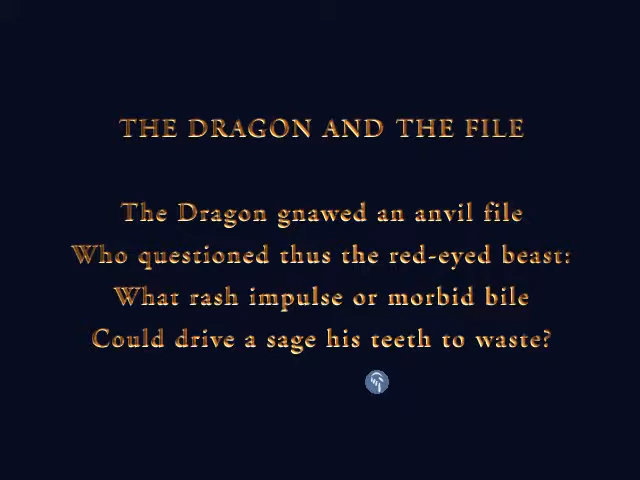 THE DRAGON AND THE FILE
The Dragon gnawed an anvil file
Who questioned thus the red-eyed beast:
What rash impulse or morbid bile
Could drive a sage his teeth to waste?